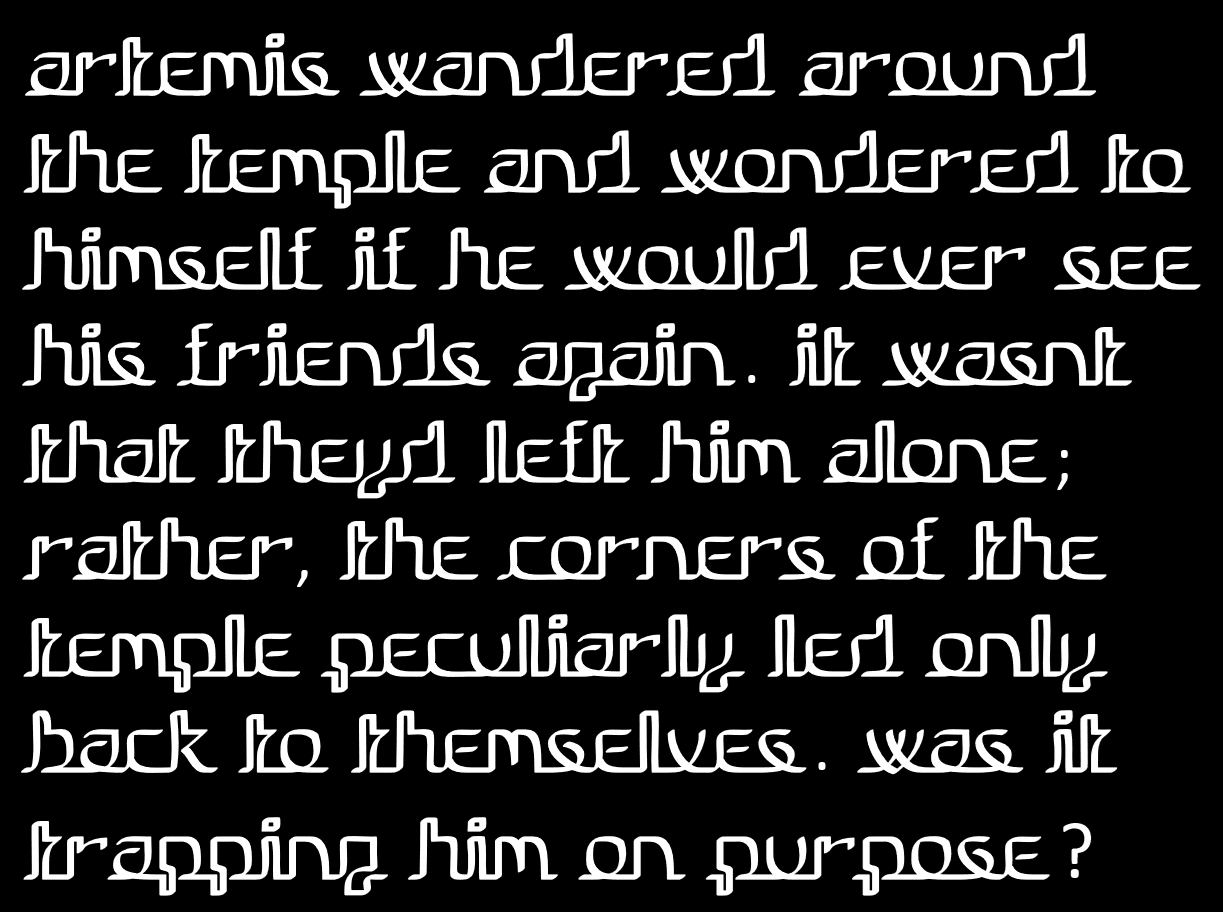 artemis wandered around
the temple and wondered to
himself if he would ever see
his friends again. it wasnt
that theyd left him alone;
rather, the corners of the
temple peculiarly led only
back to themselves. was it
trapping him on purpose?